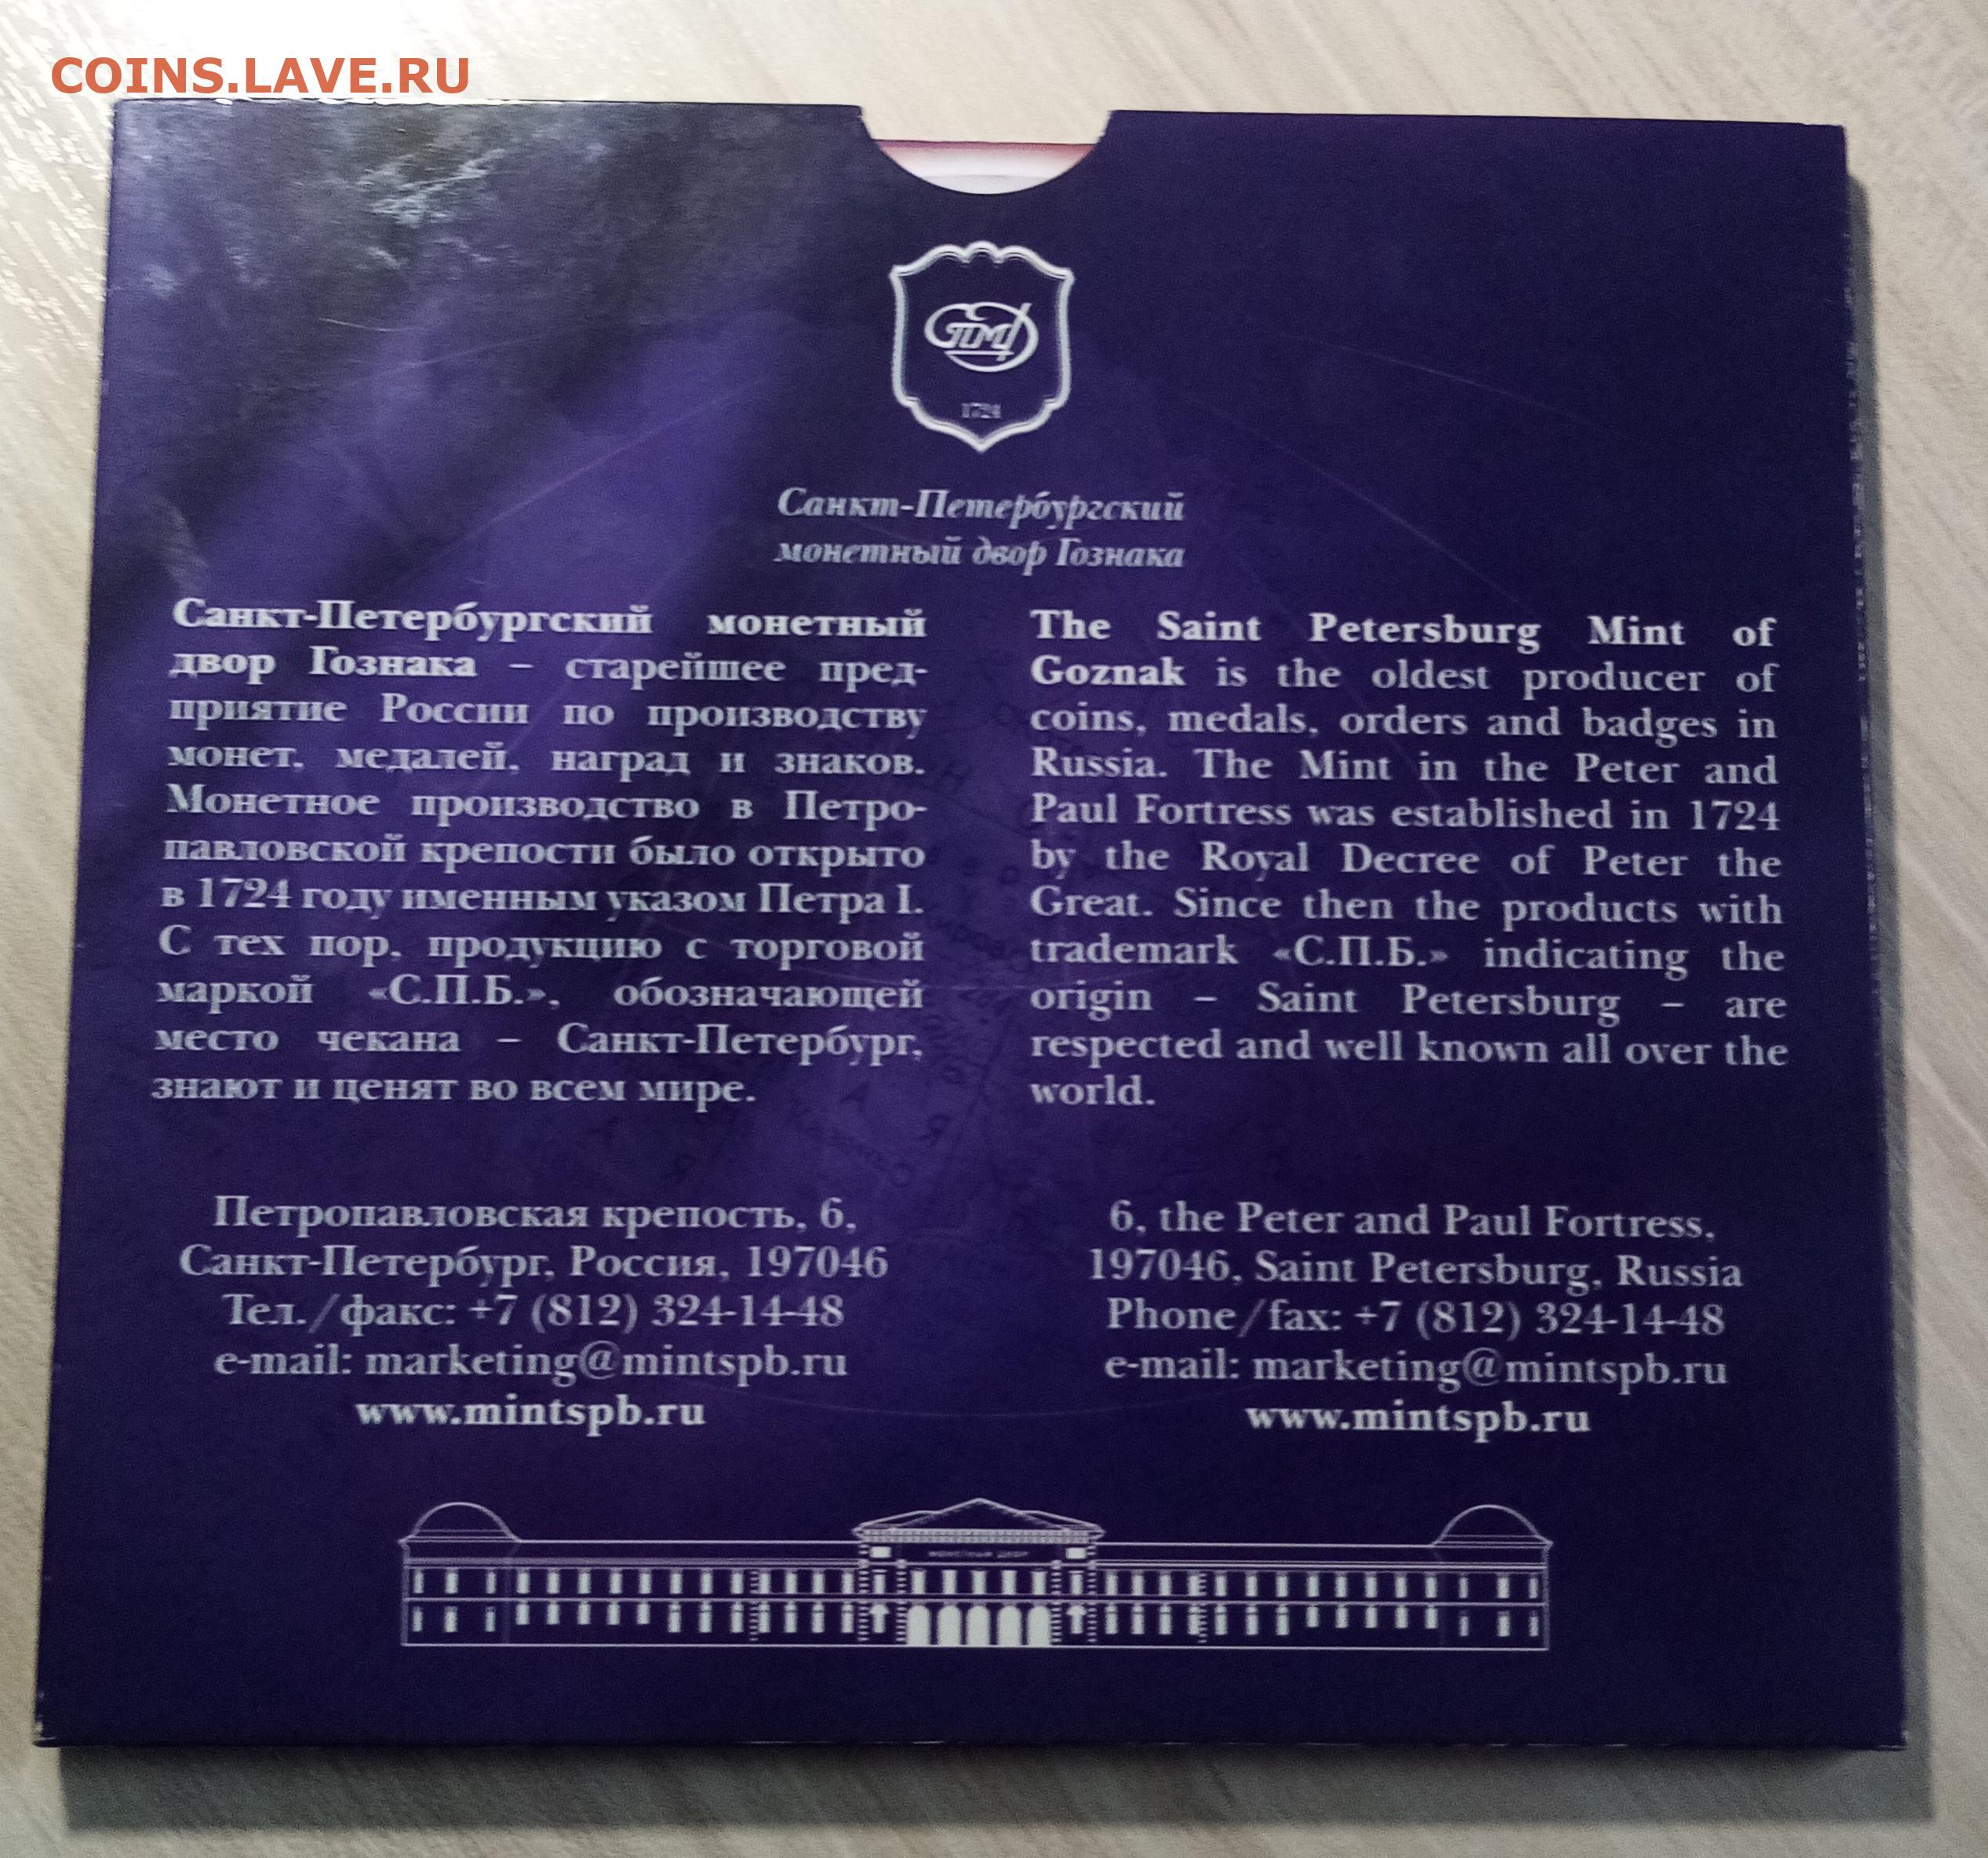 COINS.LAVE.RU
СПМД
1724
Санкт-Петербургский
монетный двор Гознака
Санкт-Петербургский монетный
двор Гознака – старейшее пред-
приятие России по производству
монет, медалей, наград и знаков.
Монетное производство в Петро-
павловской крепости было открыто
в 1724 году именным указом Петра I.
С тех пор, продукцию с торговой
маркой «С.П.Б.», обозначающей
место чекана – Санкт-Петербург,
знают и ценят во всем мире.
The Saint Petersburg Mint of
Goznak is the oldest producer of
coins, medals, orders and badges in
Russia. The Mint in the Peter and
Paul Fortress was established in 1724
by the Royal Decree of Peter the
Great. Since then the products with
trademark «С.П.Б.» indicating the
origin – Saint Petersburg – are
respected and well known all over the
world.
Петропавловская крепость, 6,
Санкт-Петербург, Россия, 197046
Тел./факс: +7 (812) 324-14-48
e-mail: marketing@mintspb.ru
www.mintspb.ru
6, the Peter and Paul Fortress,
197046, Saint Petersburg, Russia
Phone/fax: +7 (812) 324-14-48
e-mail: marketing@mintspb.ru
www.mintspb.ru
МОНЕТНЫЙ ДВОР